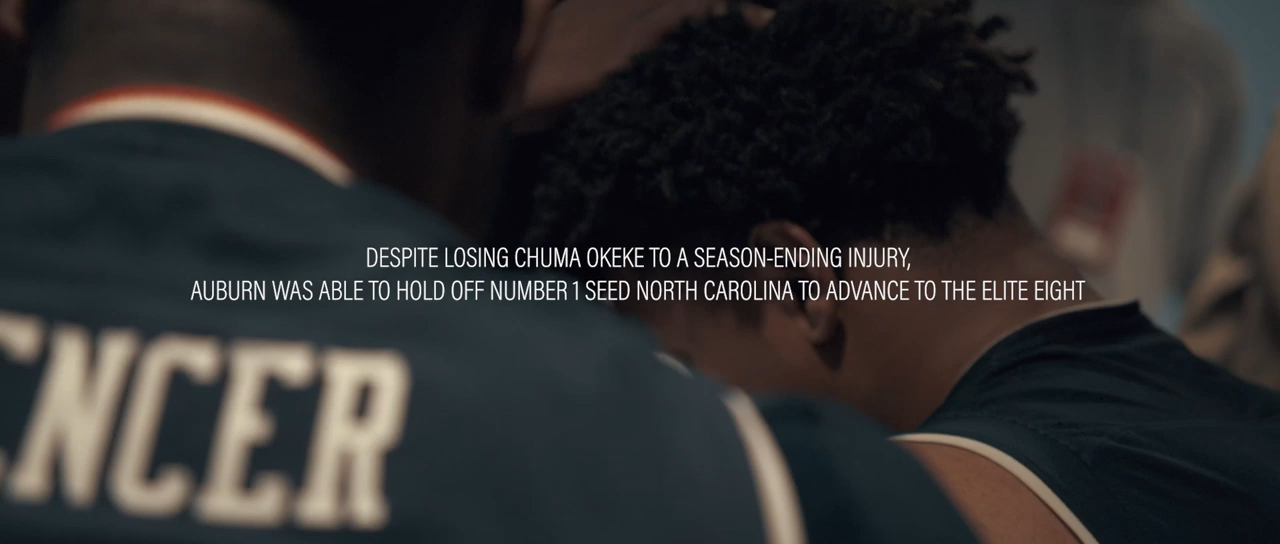 DESPITE LOSING CHUMA OKEKE TO A SEASON-ENDING INJURY,
AUBURN WAS ABLE TO HOLD OFF NUMBER 1 SEED NORTH CAROLINA TO ADVANCE TO THE ELITE EIGHT
ENCER